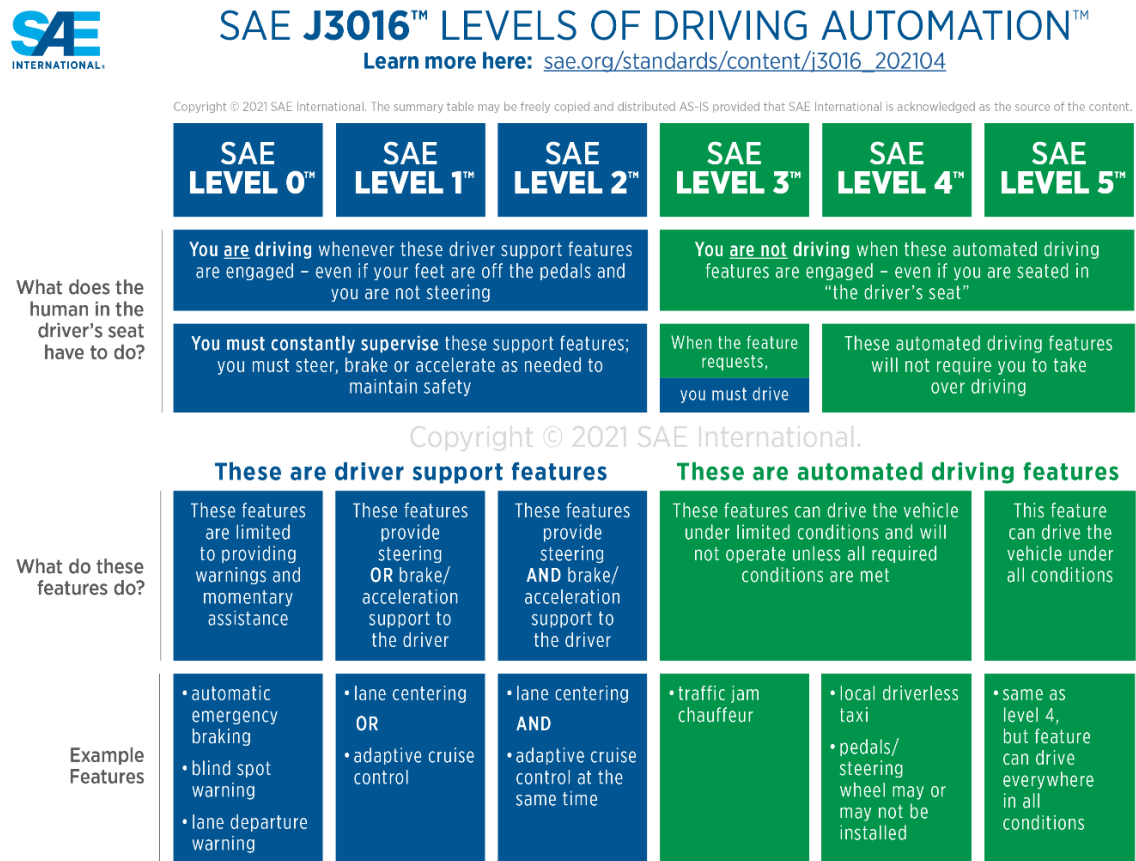 SAE
INTERNATIONAL®
SAE J3016™ LEVELS OF DRIVING AUTOMATION™
Learn more here: sae.org/standards/content/j3016_202104
Copyright © 2021 SAE International. The summary table may be freely copied and distributed AS-IS provided that SAE International is acknowledged as the source of the content.
SAE
LEVEL 0™
SAE
LEVEL 1™
SAE
LEVEL 2™
SAE
LEVEL 3™
SAE
LEVEL 4™
SAE
LEVEL 5™
What does the
human in the
driver's seat
have to do?
You are driving whenever these driver support features
are engaged – even if your feet are off the pedals and
you are not steering
You are not driving when these automated driving
features are engaged – even if you are seated in
“the driver’s seat”
You must constantly supervise these support features;
you must steer, brake or accelerate as needed to
maintain safety
When the feature
requests,
you must drive
These automated driving features
will not require you to take
over driving
Copyright © 2021 SAE International.
These are driver support features
These are automated driving features
What do these
features do?
These features
are limited
to providing
warnings and
momentary
assistance
These features
provide
steering
OR brake/
acceleration
support to
the driver
These features
provide
steering
AND brake/
acceleration
support to
the driver
These features can drive the vehicle
under limited conditions and will
not operate unless all required
conditions are met
This feature
can drive the
vehicle under
all conditions
Example
Features
• automatic
emergency
braking
• blind spot
warning
• lane departure
warning
• lane centering
OR
• adaptive cruise
control
• lane centering
AND
• adaptive cruise
control at the
same time
• traffic jam
chauffeur
• local driverless
taxi
• pedals/
steering
wheel may or
may not be
installed
• same as
level 4,
but feature
can drive
everywhere
in all
conditions